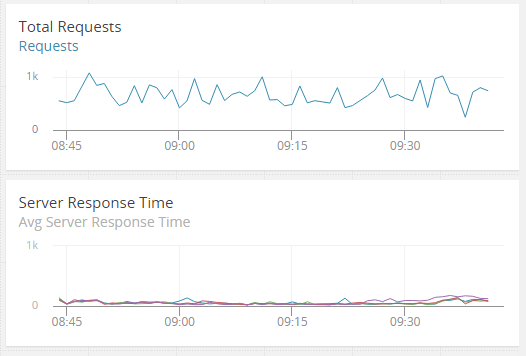 Total Requests
Requests
1k
0
08:45 09:00 09:15 09:30
Server Response Time
Avg Server Response Time
1k
0
08:45 09:00 09:15 09:30